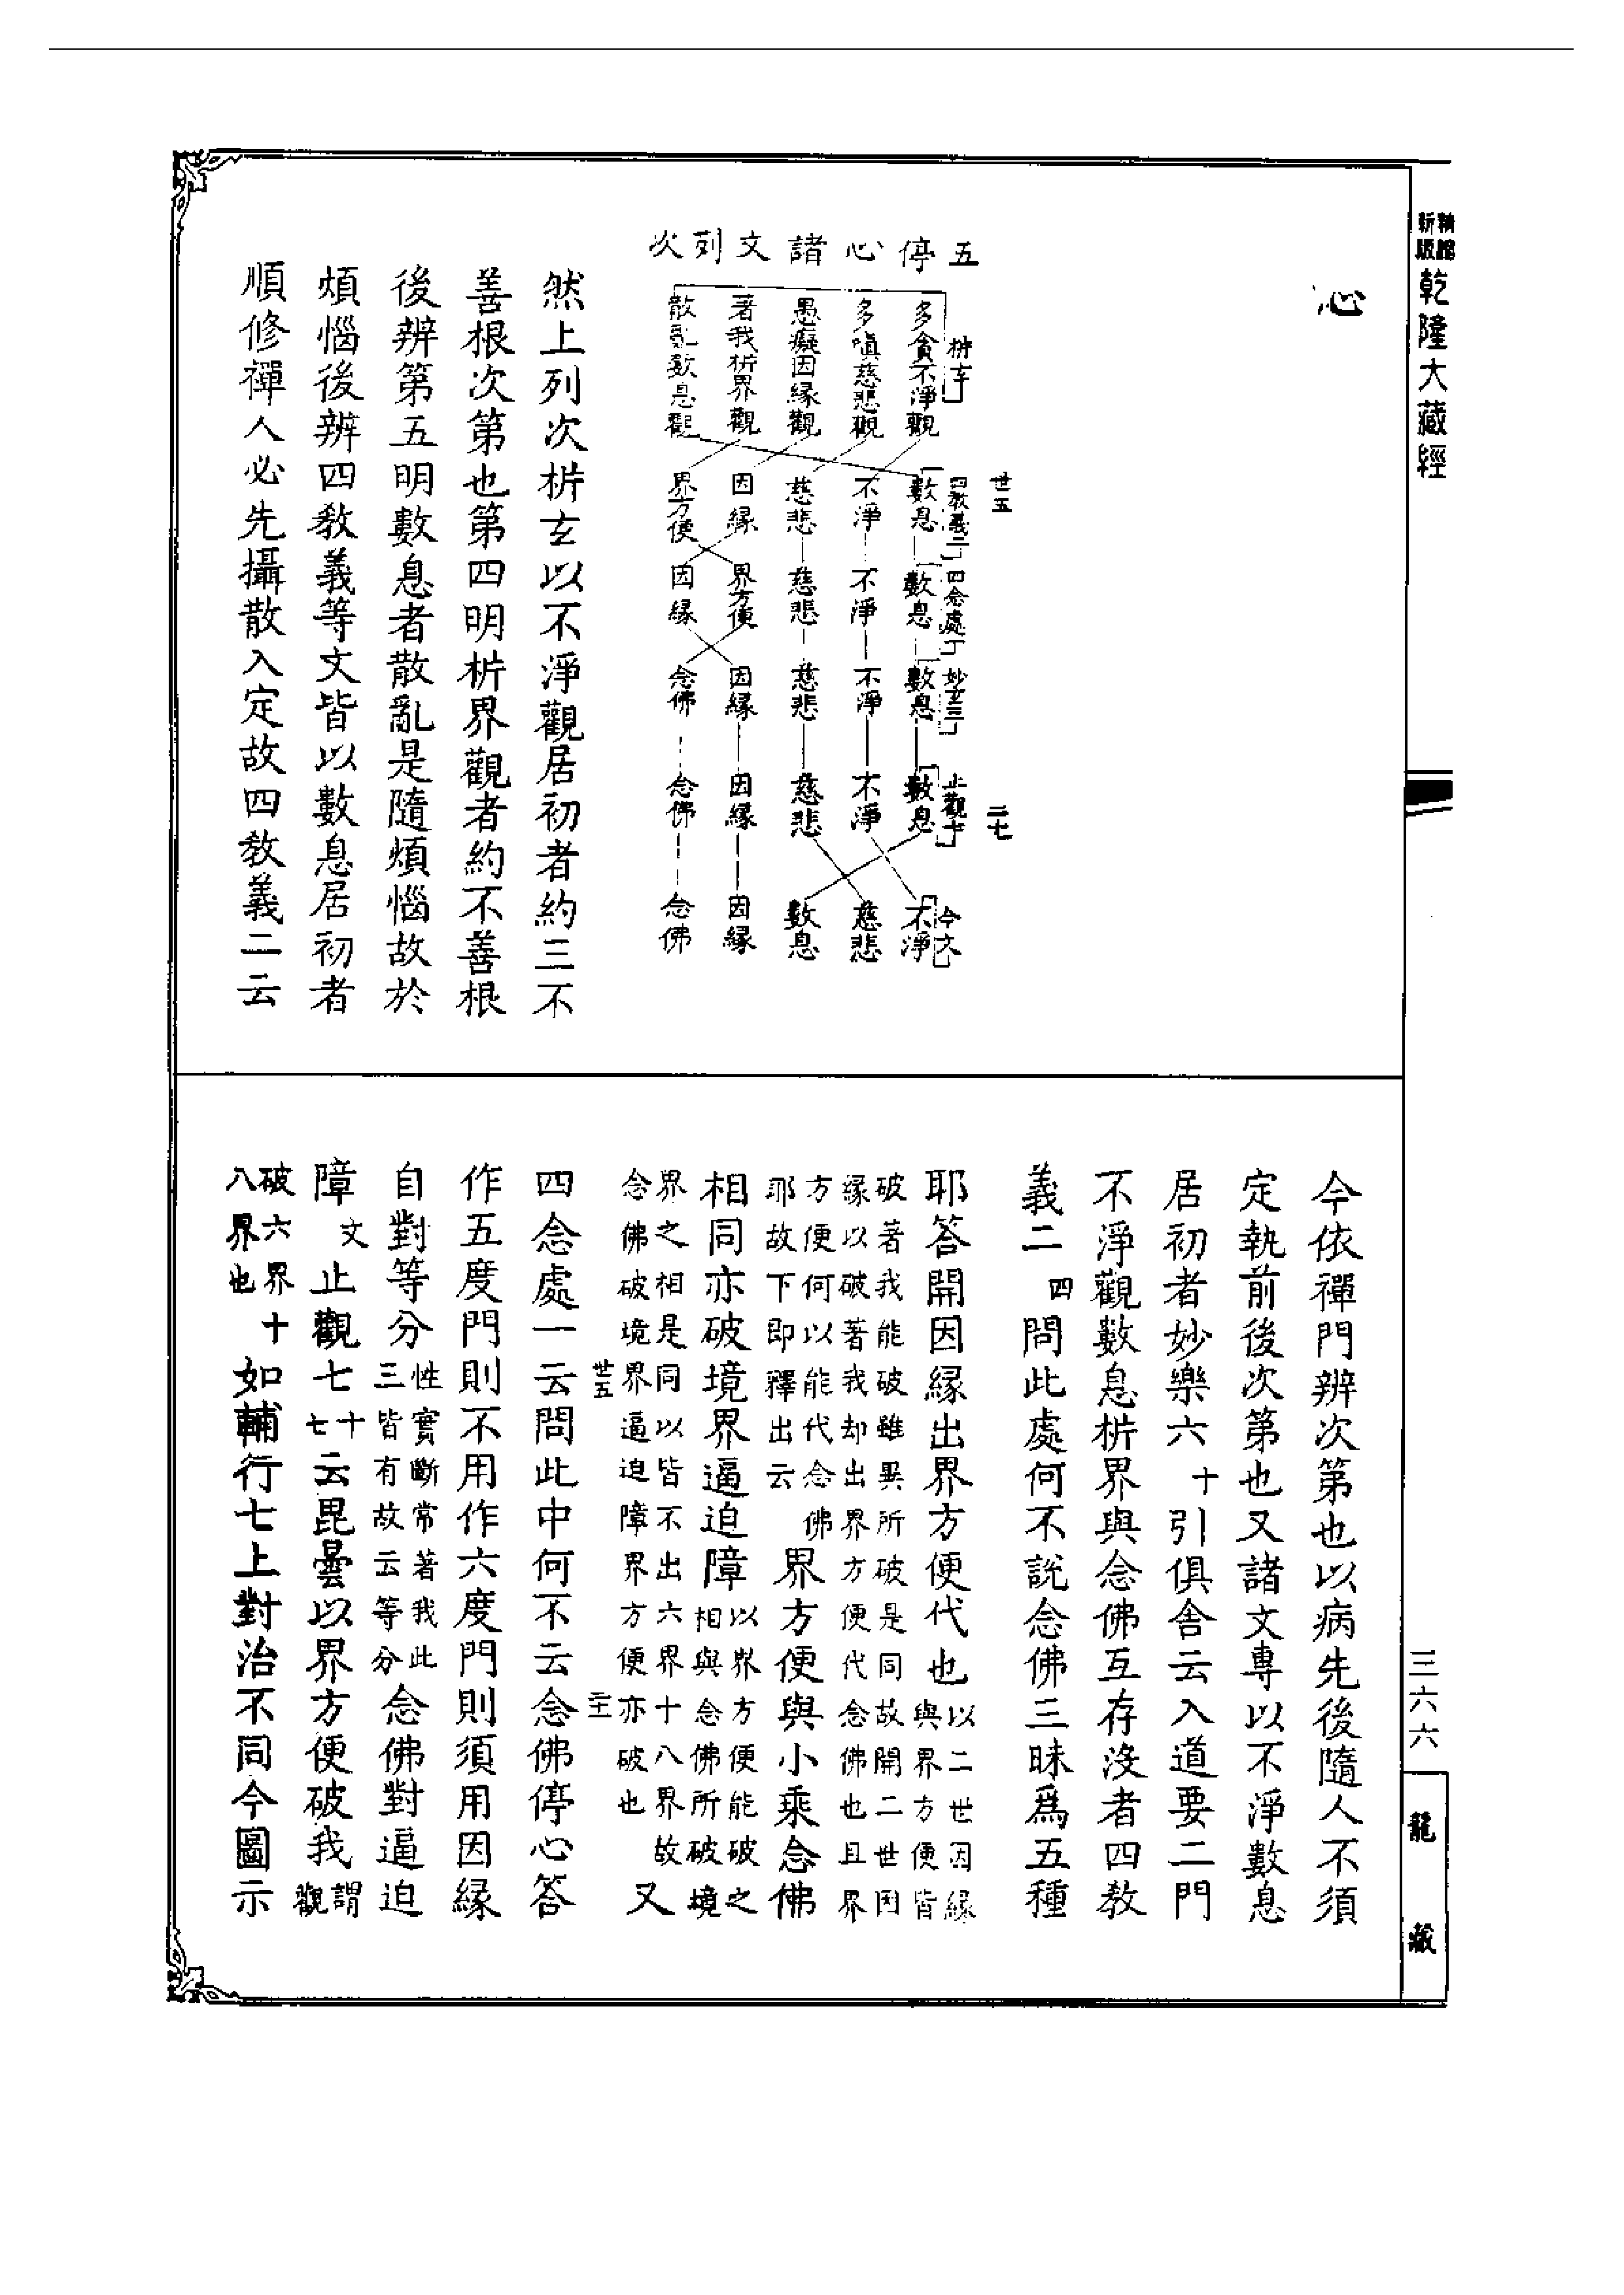 精鐫
新版
乾隆大藏經
三六六
龍藏
心
五停心諸文列次
枿玄
多貪不淨觀
多嗔慈悲觀
愚癡因緣觀
著我枿界觀
散亂數息觀
世五
四教義二
數息
不淨
慈悲
因緣
界方便
四念處一
數息
不淨
慈悲
界方便
因緣
妙玄三
數息
不淨
慈悲
因緣
念佛
二七
止觀七
數息
不淨
慈悲
因緣
念佛
今文
不淨
慈悲
數息
因緣
念佛
然上列次枿玄以不淨觀居初者約三不
善根次第也第四明枿界觀者約不善根
後辨第五明數息者散亂是隨煩惱故於
煩惱後辨四教義等文皆以數息居初者
順修禪人必先攝散入定故四教義二云
今依禪門辨次第也以病先後隨人不須
定執前後次第也又諸文專以不淨數息
居初者妙樂六十引俱舍云入道要二門
不淨觀數息枿界與念佛互存沒者四教
義二四問此處何不說念佛三昧爲五種
耶答開因緣出界方便代也以二世因緣
與界方便皆
破著我能破雖異所破是同故開二世因
緣以破著我却出界方便代念佛也且界
方便何以能代念佛
耶故下即釋出云界方便與小乘念佛
相同亦破境界逼迫障以界方便能破之
相與念佛所破境
界之相是同以皆不出六界十八界故
念佛破境界逼迫障界方便亦破也又
世五
二十
四念處一云問此中何不云念佛停心答
作五度門則不用作六度門則須用因緣
自對等分性實斷常著我此
三皆有故云等分念佛對逼迫
障文止觀七十
七云毘曇以界方便破我謂
觀
破六界十
八界也如輔行七上對治不同今圖示